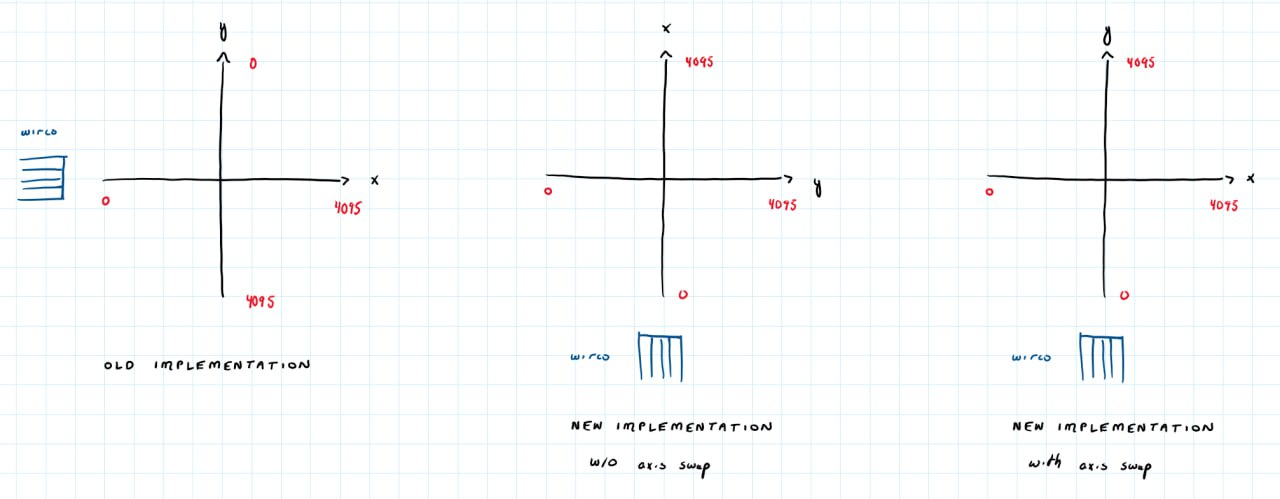 y
0
wires
x
0
4095
4095
OLD IMPLEMENTATION
x
4095
0
y
4095
0
wires
NEW IMPLEMENTATION
w/o axis swap
y
4095
0
x
4095
0
wires
NEW IMPLEMENTATION
with axis swap